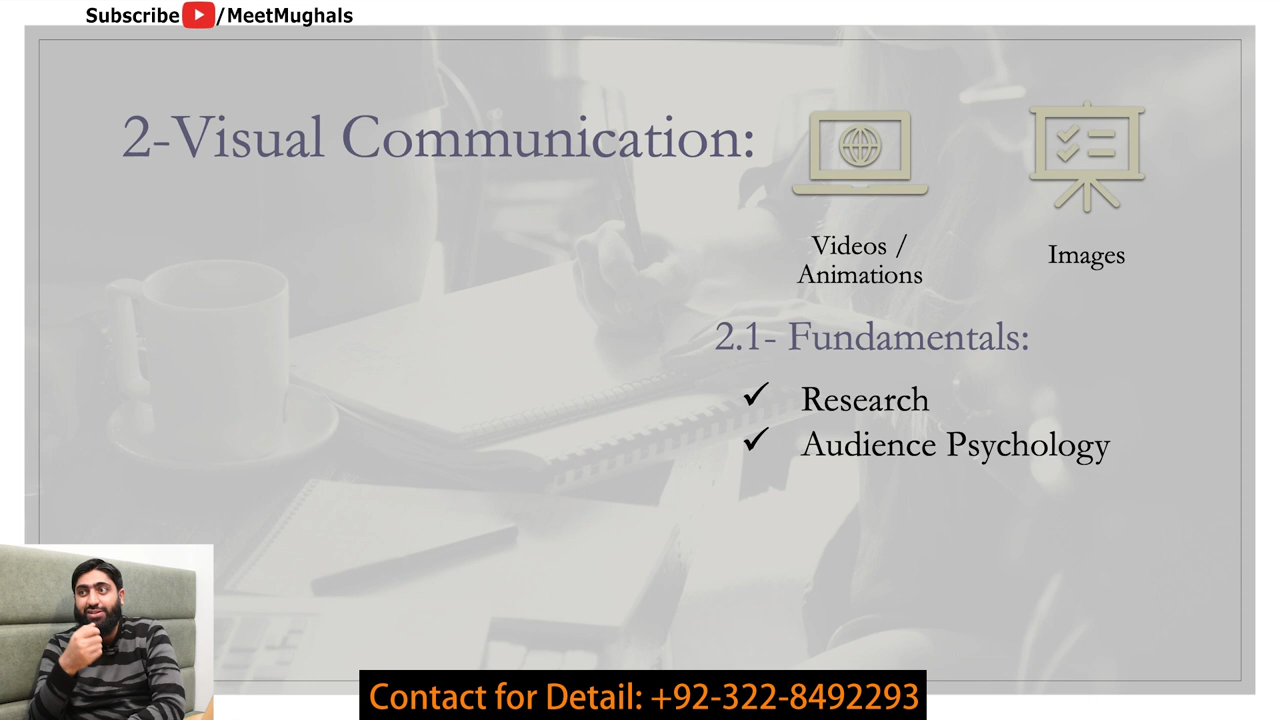 Subscribe /MeetMughals
2-Visual Communication:
Videos /
Animations
Images
2.1- Fundamentals:
Research
Audience Psychology
Contact for Detail: +92-322-8492293